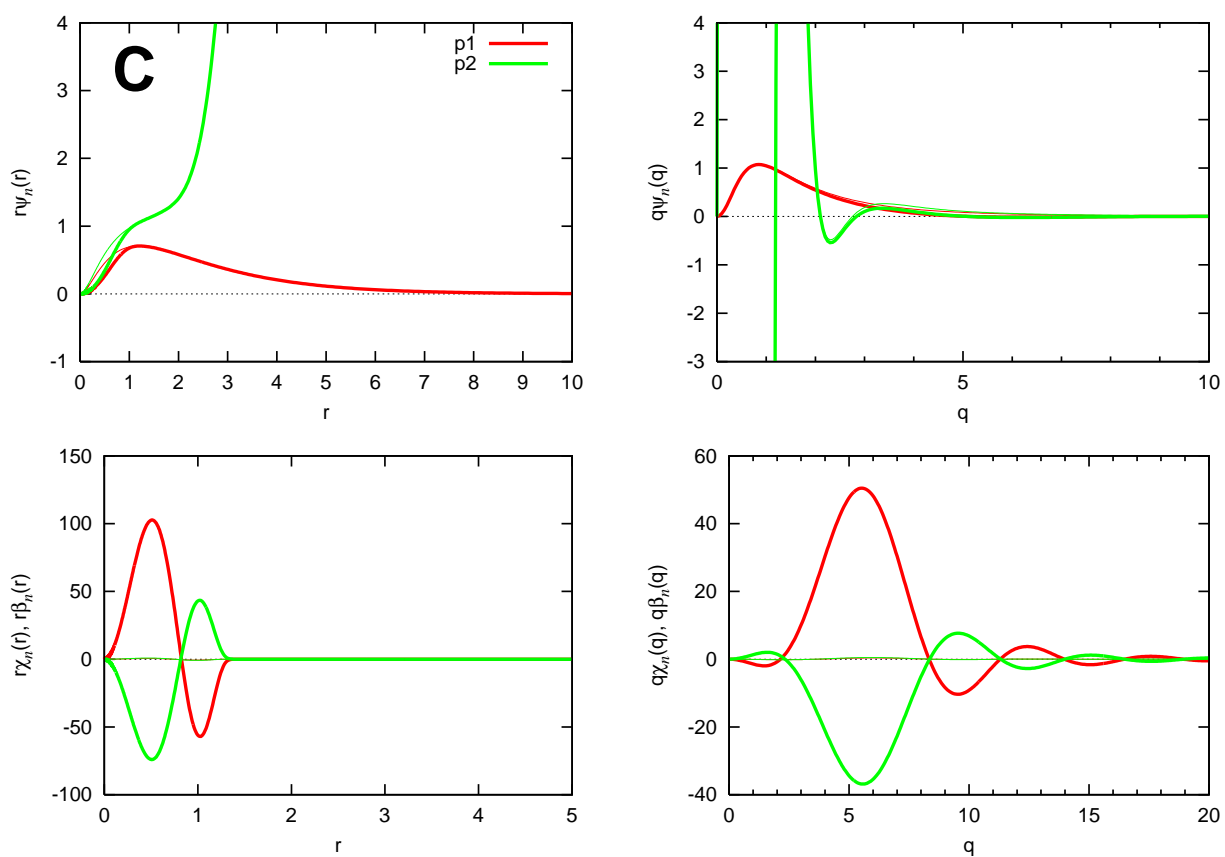 C
p1
p2
rψn(r)
4
3
2
1
0
-1
0 1 2 3 4 5 6 7 8 9 10
r
qψn(q)
4
3
2
1
0
-1
-2
-3
0 5 10
q
rχn(r), rβn(r)
150
100
50
0
-50
-100
0 1 2 3 4 5
r
qχn(q), qβn(q)
60
40
20
0
-20
-40
0 5 10 15 20
q